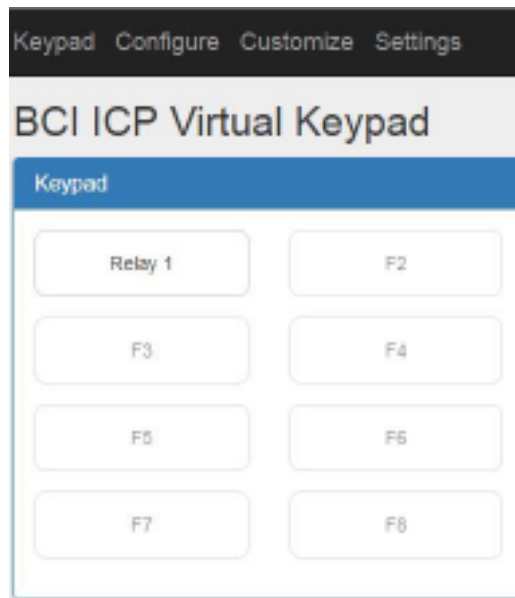 Keypad Configure Customize Settings
BCI ICP Virtual Keypad
Keypad
Relay 1 F2
F3 F4
F5 F6
F7 F8